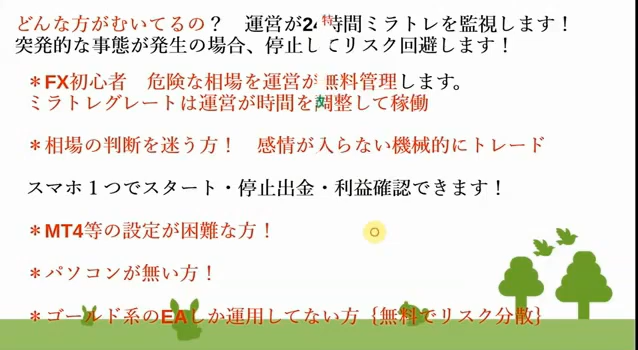 どんな方がむいてるの？　運営が24時間ミラトレを監視します！
突発的な事態が発生の場合、停止してリスク回避します！
＊FX初心者　危険な相場を運営が無料管理します。
ミラトレグレートは運営が時間を調整して稼働
＊相場の判断を迷う方！　感情が入らない機械的にトレード
スマホ１つでスタート・停止出金・利益確認できます！
＊MT4等の設定が困難な方！
＊パソコンが無い方！
＊ゴールド系のEAしか運用してない方｛無料でリスク分散｝